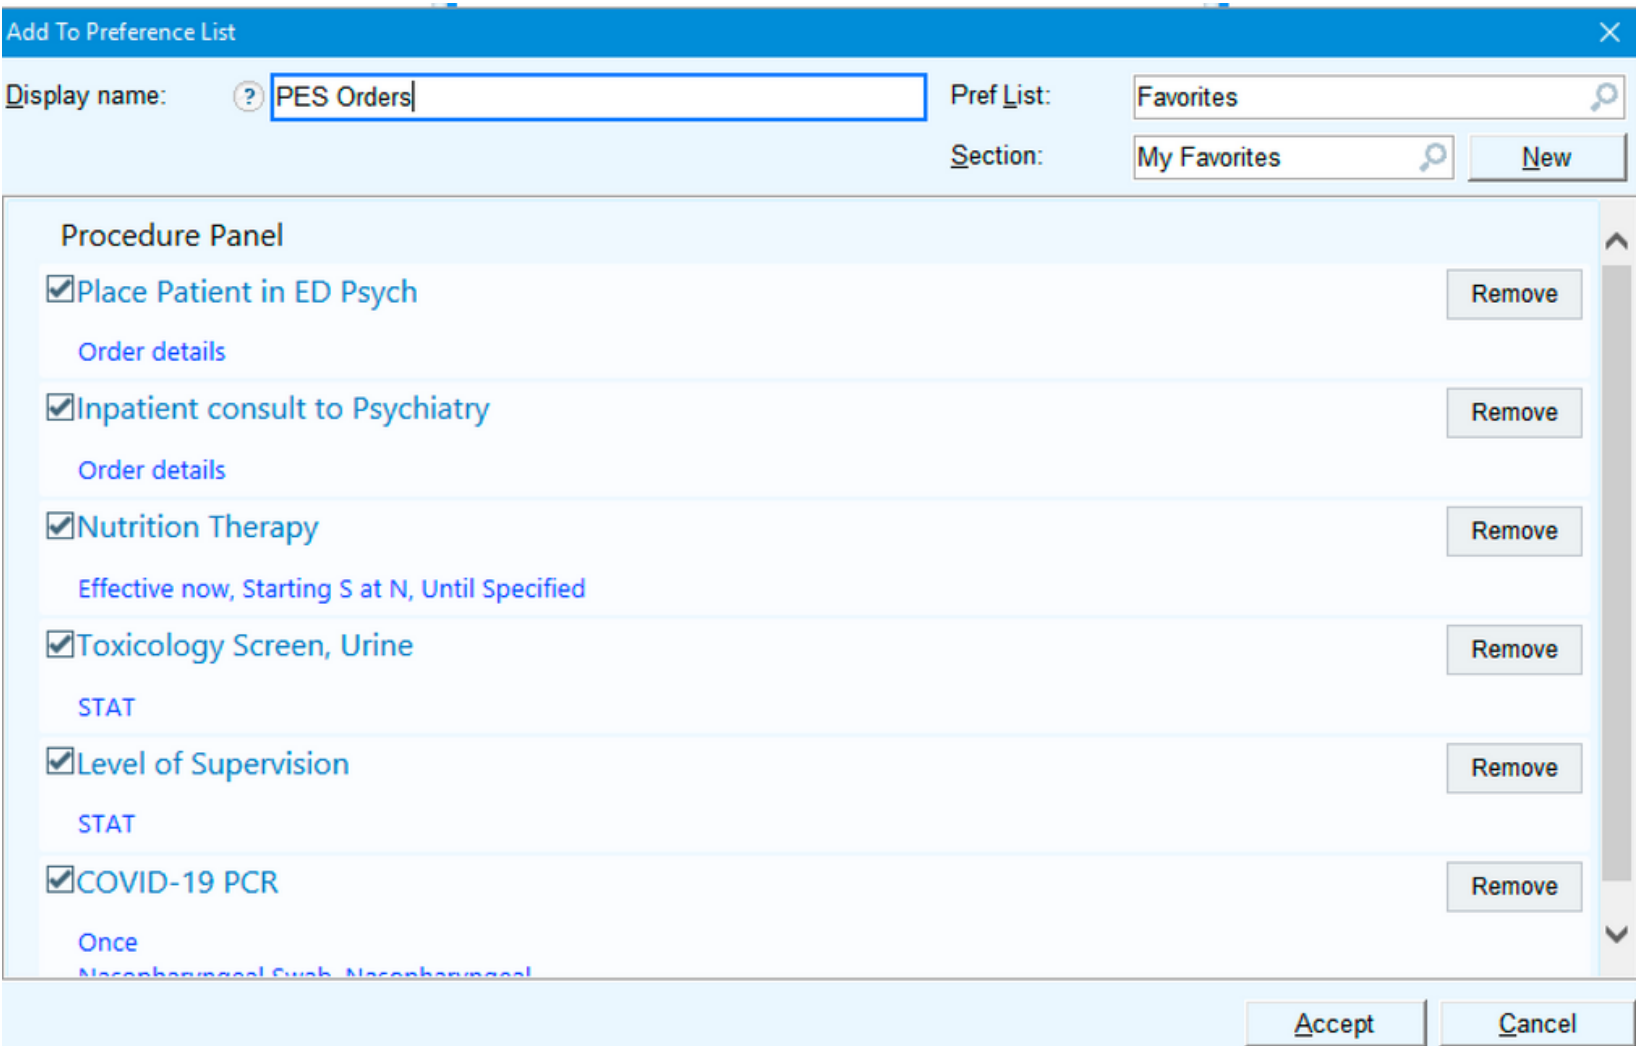 Add To Preference List
Display name: ? PES Orders Pref List: Favorites
Section: My Favorites New
Procedure Panel
Place Patient in ED Psych Remove
Order details
Inpatient consult to Psychiatry Remove
Order details
Nutrition Therapy Remove
Effective now, Starting S at N, Until Specified
Toxicology Screen, Urine Remove
STAT
Level of Supervision Remove
STAT
COVID-19 PCR Remove
Once
Nasopharyngeal Swab, Nasopharyngeal
Accept Cancel